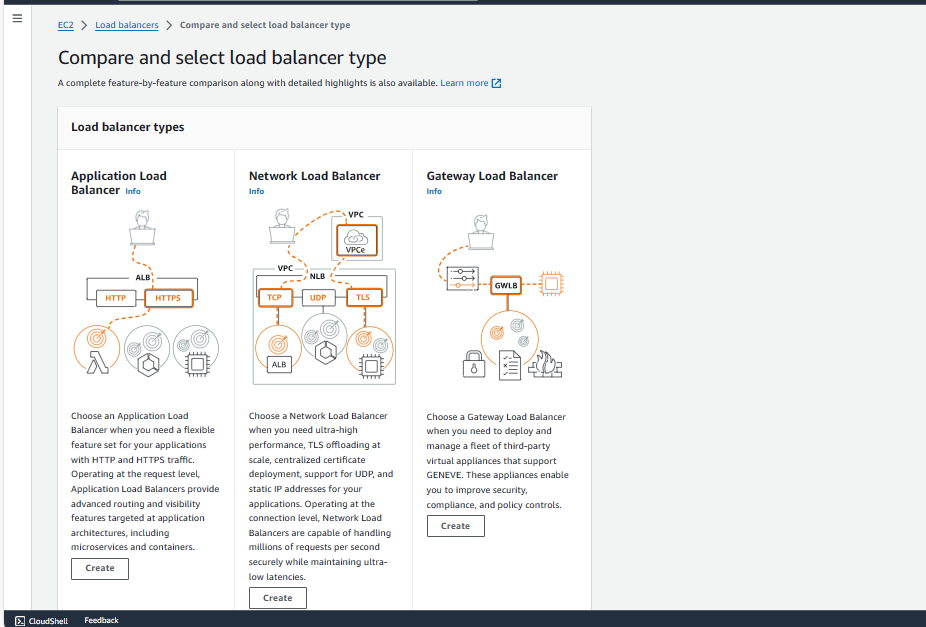 EC2 > Load balancers > Compare and select load balancer type
Compare and select load balancer type
A complete feature-by-feature comparison along with detailed highlights is also available. Learn more
Load balancer types
Application Load
Balancer Info
ALB
HTTP
HTTPS
Choose an Application Load
Balancer when you need a flexible
feature set for your applications
with HTTP and HTTPS traffic.
Operating at the request level,
Application Load Balancers provide
advanced routing and visibility
features targeted at application
architectures, including
microservices and containers.
Create
Network Load Balancer
Info
VPC
VPCe
VPC
NLB
TCP
UDP
TLS
ALB
Choose a Network Load Balancer
when you need ultra-high
performance, TLS offloading at
scale, centralized certificate
deployment, support for UDP, and
static IP addresses for your
applications. Operating at the
connection level, Network Load
Balancers are capable of handling
millions of requests per second
securely while maintaining ultra-
low latencies.
Create
Gateway Load Balancer
Info
GWLB
Choose a Gateway Load Balancer
when you need to deploy and
manage a fleet of third-party
virtual appliances that support
GENEVE. These appliances enable
you to improve security,
compliance, and policy controls.
Create
CloudShell
Feedback